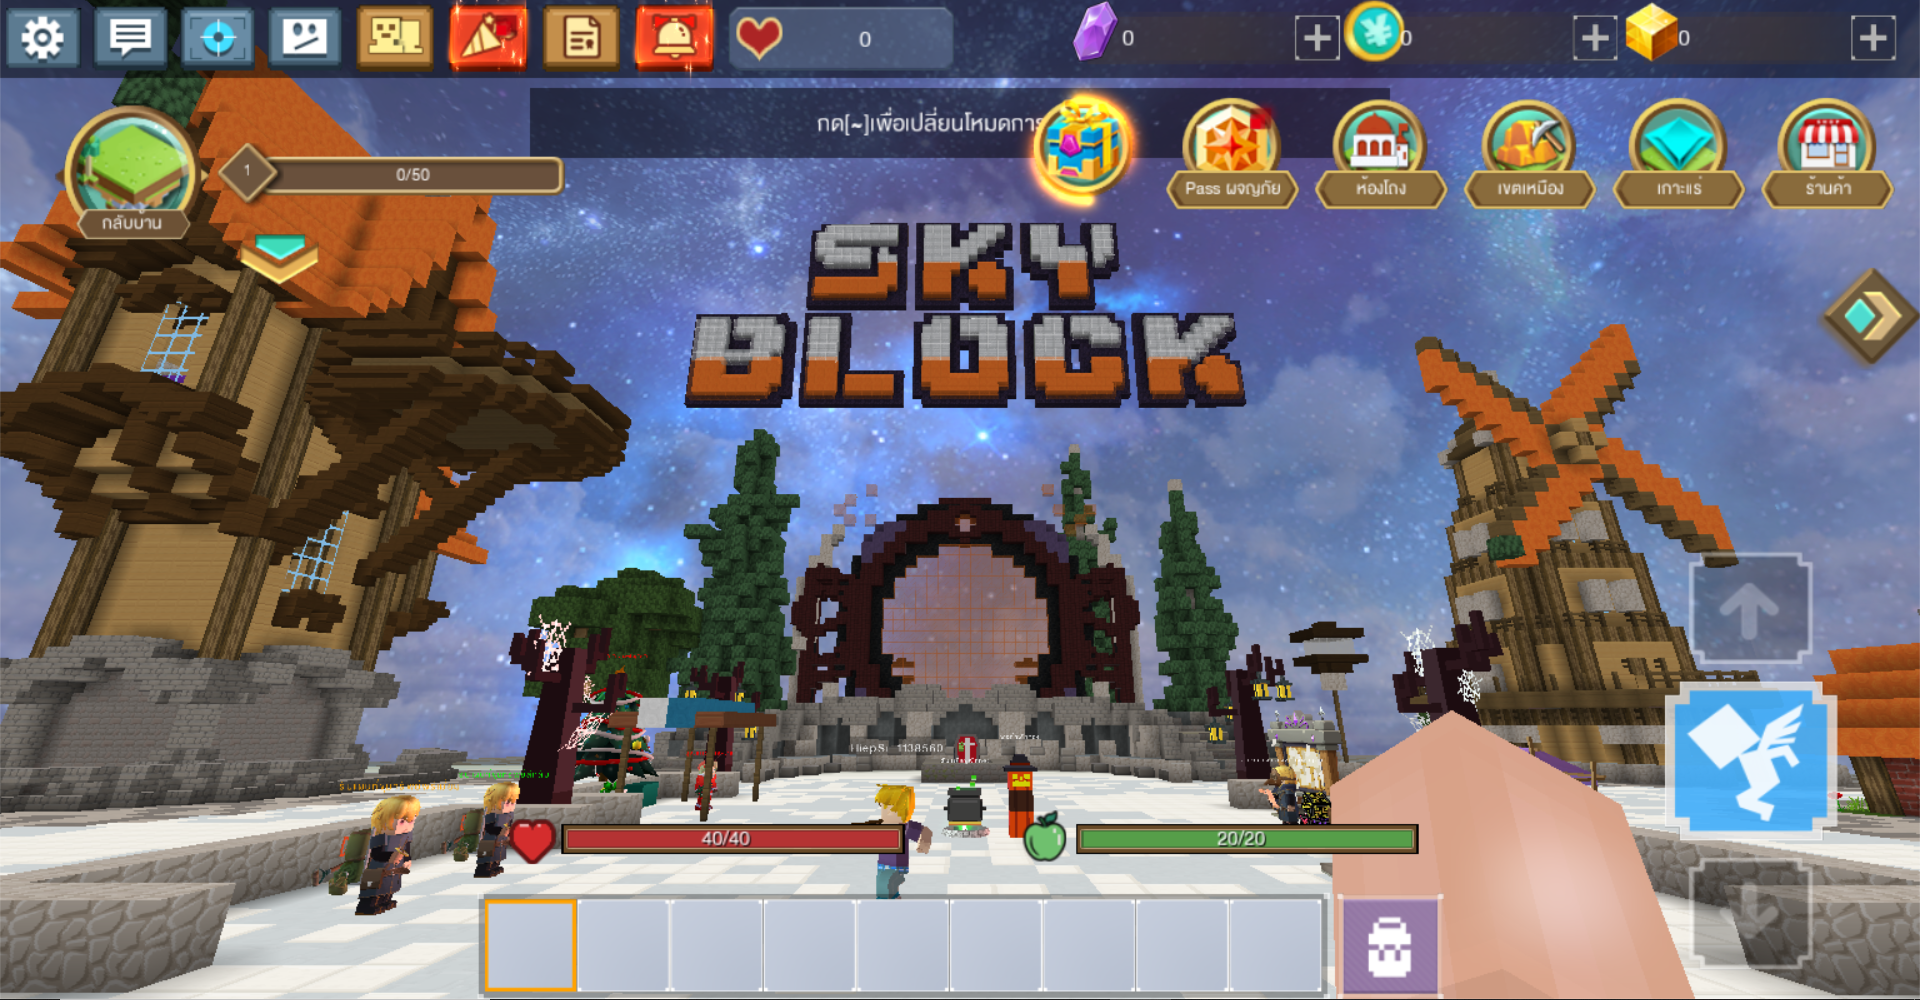 0
0
0
0
กด[~]เพื่อเปลี่ยนโหมดการ
1
0/50
กลับบ้าน
Pass ผจญภัย
ห้องโถง
เขตเหมือง
เกาะแร่
ร้านค้า
SKY
BLOCK
HiepSi_1138560
40/40
20/20